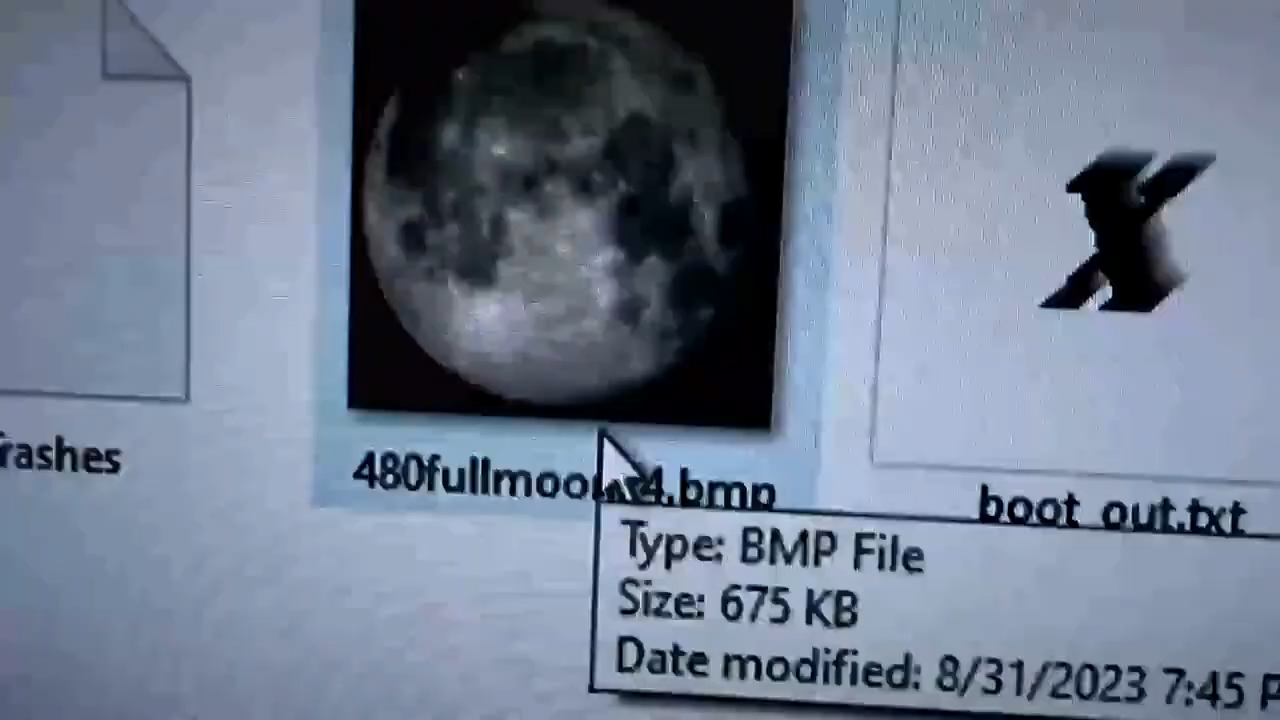 rashes
480fullmoo 4.bmp
boot_out.txt
Type: BMP File
Size: 675 KB
Date modified: 8/31/2023 7:45 P